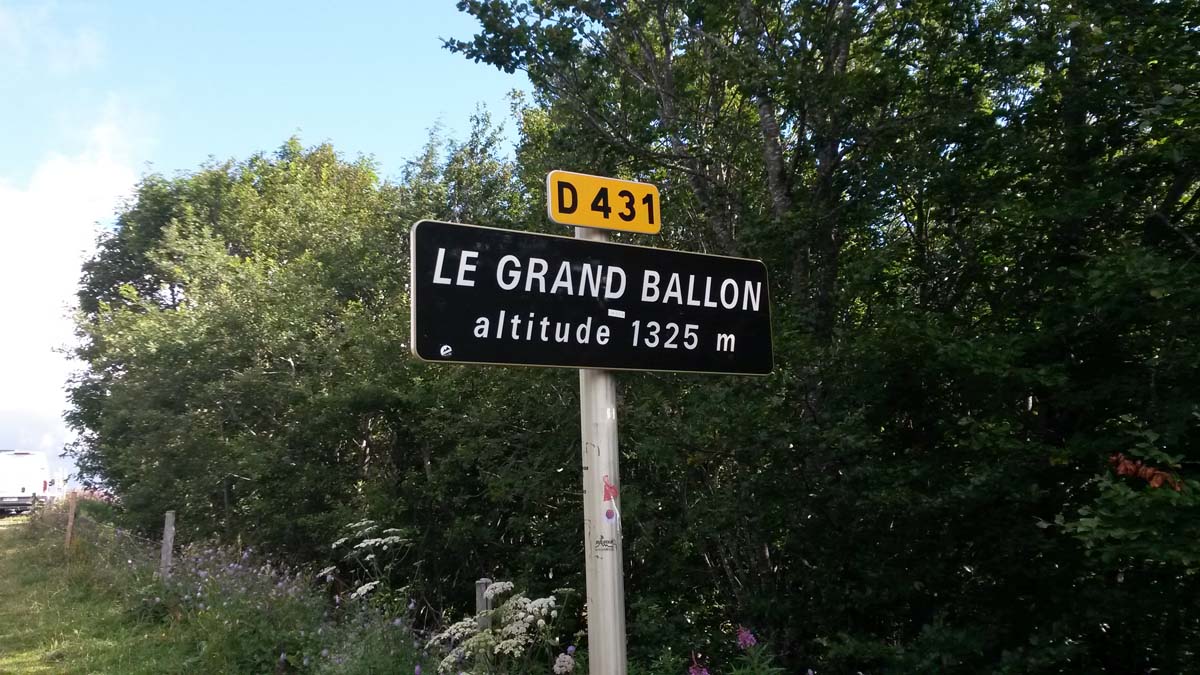 D 431
LE GRAND BALLON
altitude 1325 m